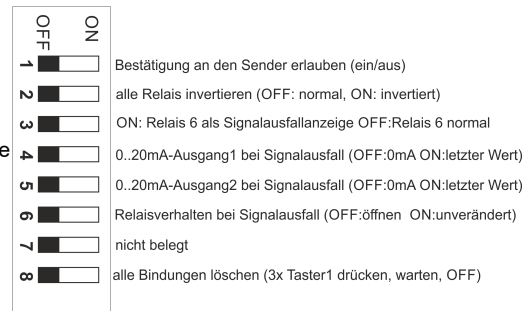 OFF ON
1 Bestätigung an den Sender erlauben (ein/aus)
2 alle Relais invertieren (OFF: normal, ON: invertiert)
3 ON: Relais 6 als Signalausfallanzeige OFF:Relais 6 normal
e 4 0..20mA-Ausgang1 bei Signalausfall (OFF:0mA ON:letzter Wert)
5 0..20mA-Ausgang2 bei Signalausfall (OFF:0mA ON:letzter Wert)
6 Relaisverhalten bei Signalausfall (OFF:öffnen ON:unverändert)
7 nicht belegt
8 alle Bindungen löschen (3x Taster1 drücken, warten, OFF)